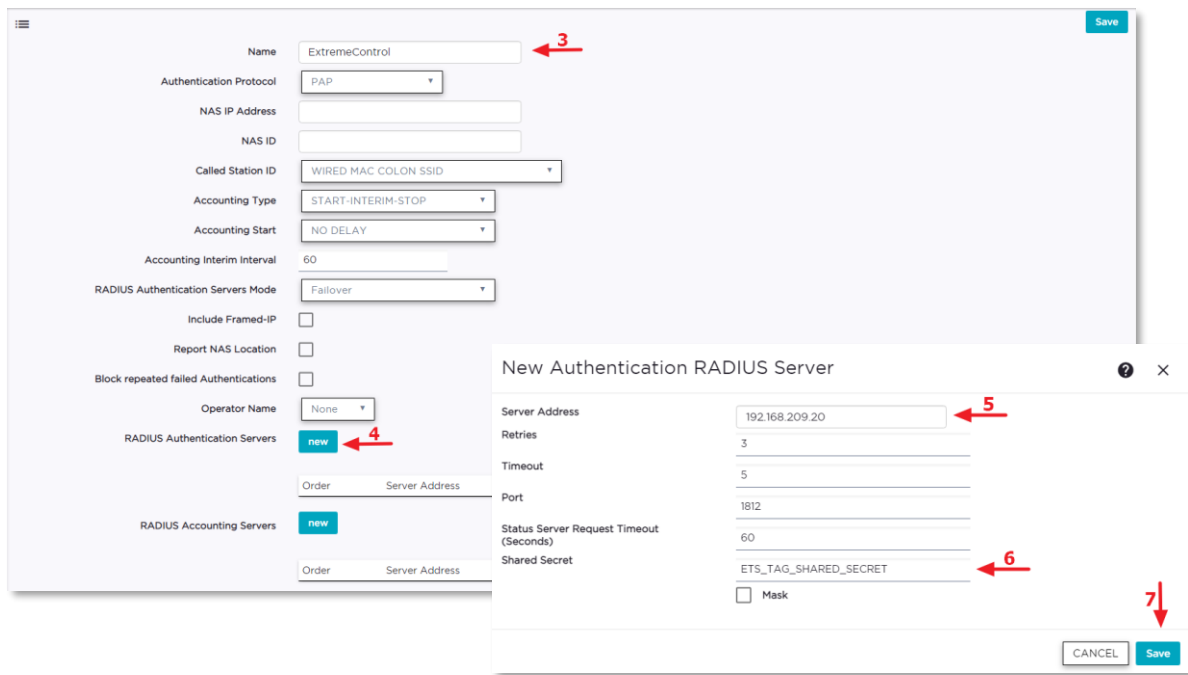 Save
Name ExtremeControl 3
Authentication Protocol PAP
NAS IP Address
NAS ID
Called Station ID WIRED MAC COLON SSID
Accounting Type START-INTERIM-STOP
Accounting Start NO DELAY
Accounting Interim Interval 60
RADIUS Authentication Servers Mode Failover
Include Framed-IP
Report NAS Location
Block repeated failed Authentications
Operator Name None
RADIUS Authentication Servers new 4
Order Server Address
RADIUS Accounting Servers new
Order Server Address
New Authentication RADIUS Server ?
Server Address 192.168.209.20 5
Retries 3
Timeout 5
Port 1812
Status Server Request Timeout
(Seconds) 60
Shared Secret ETS_TAG_SHARED_SECRET 6
Mask
7
CANCEL Save